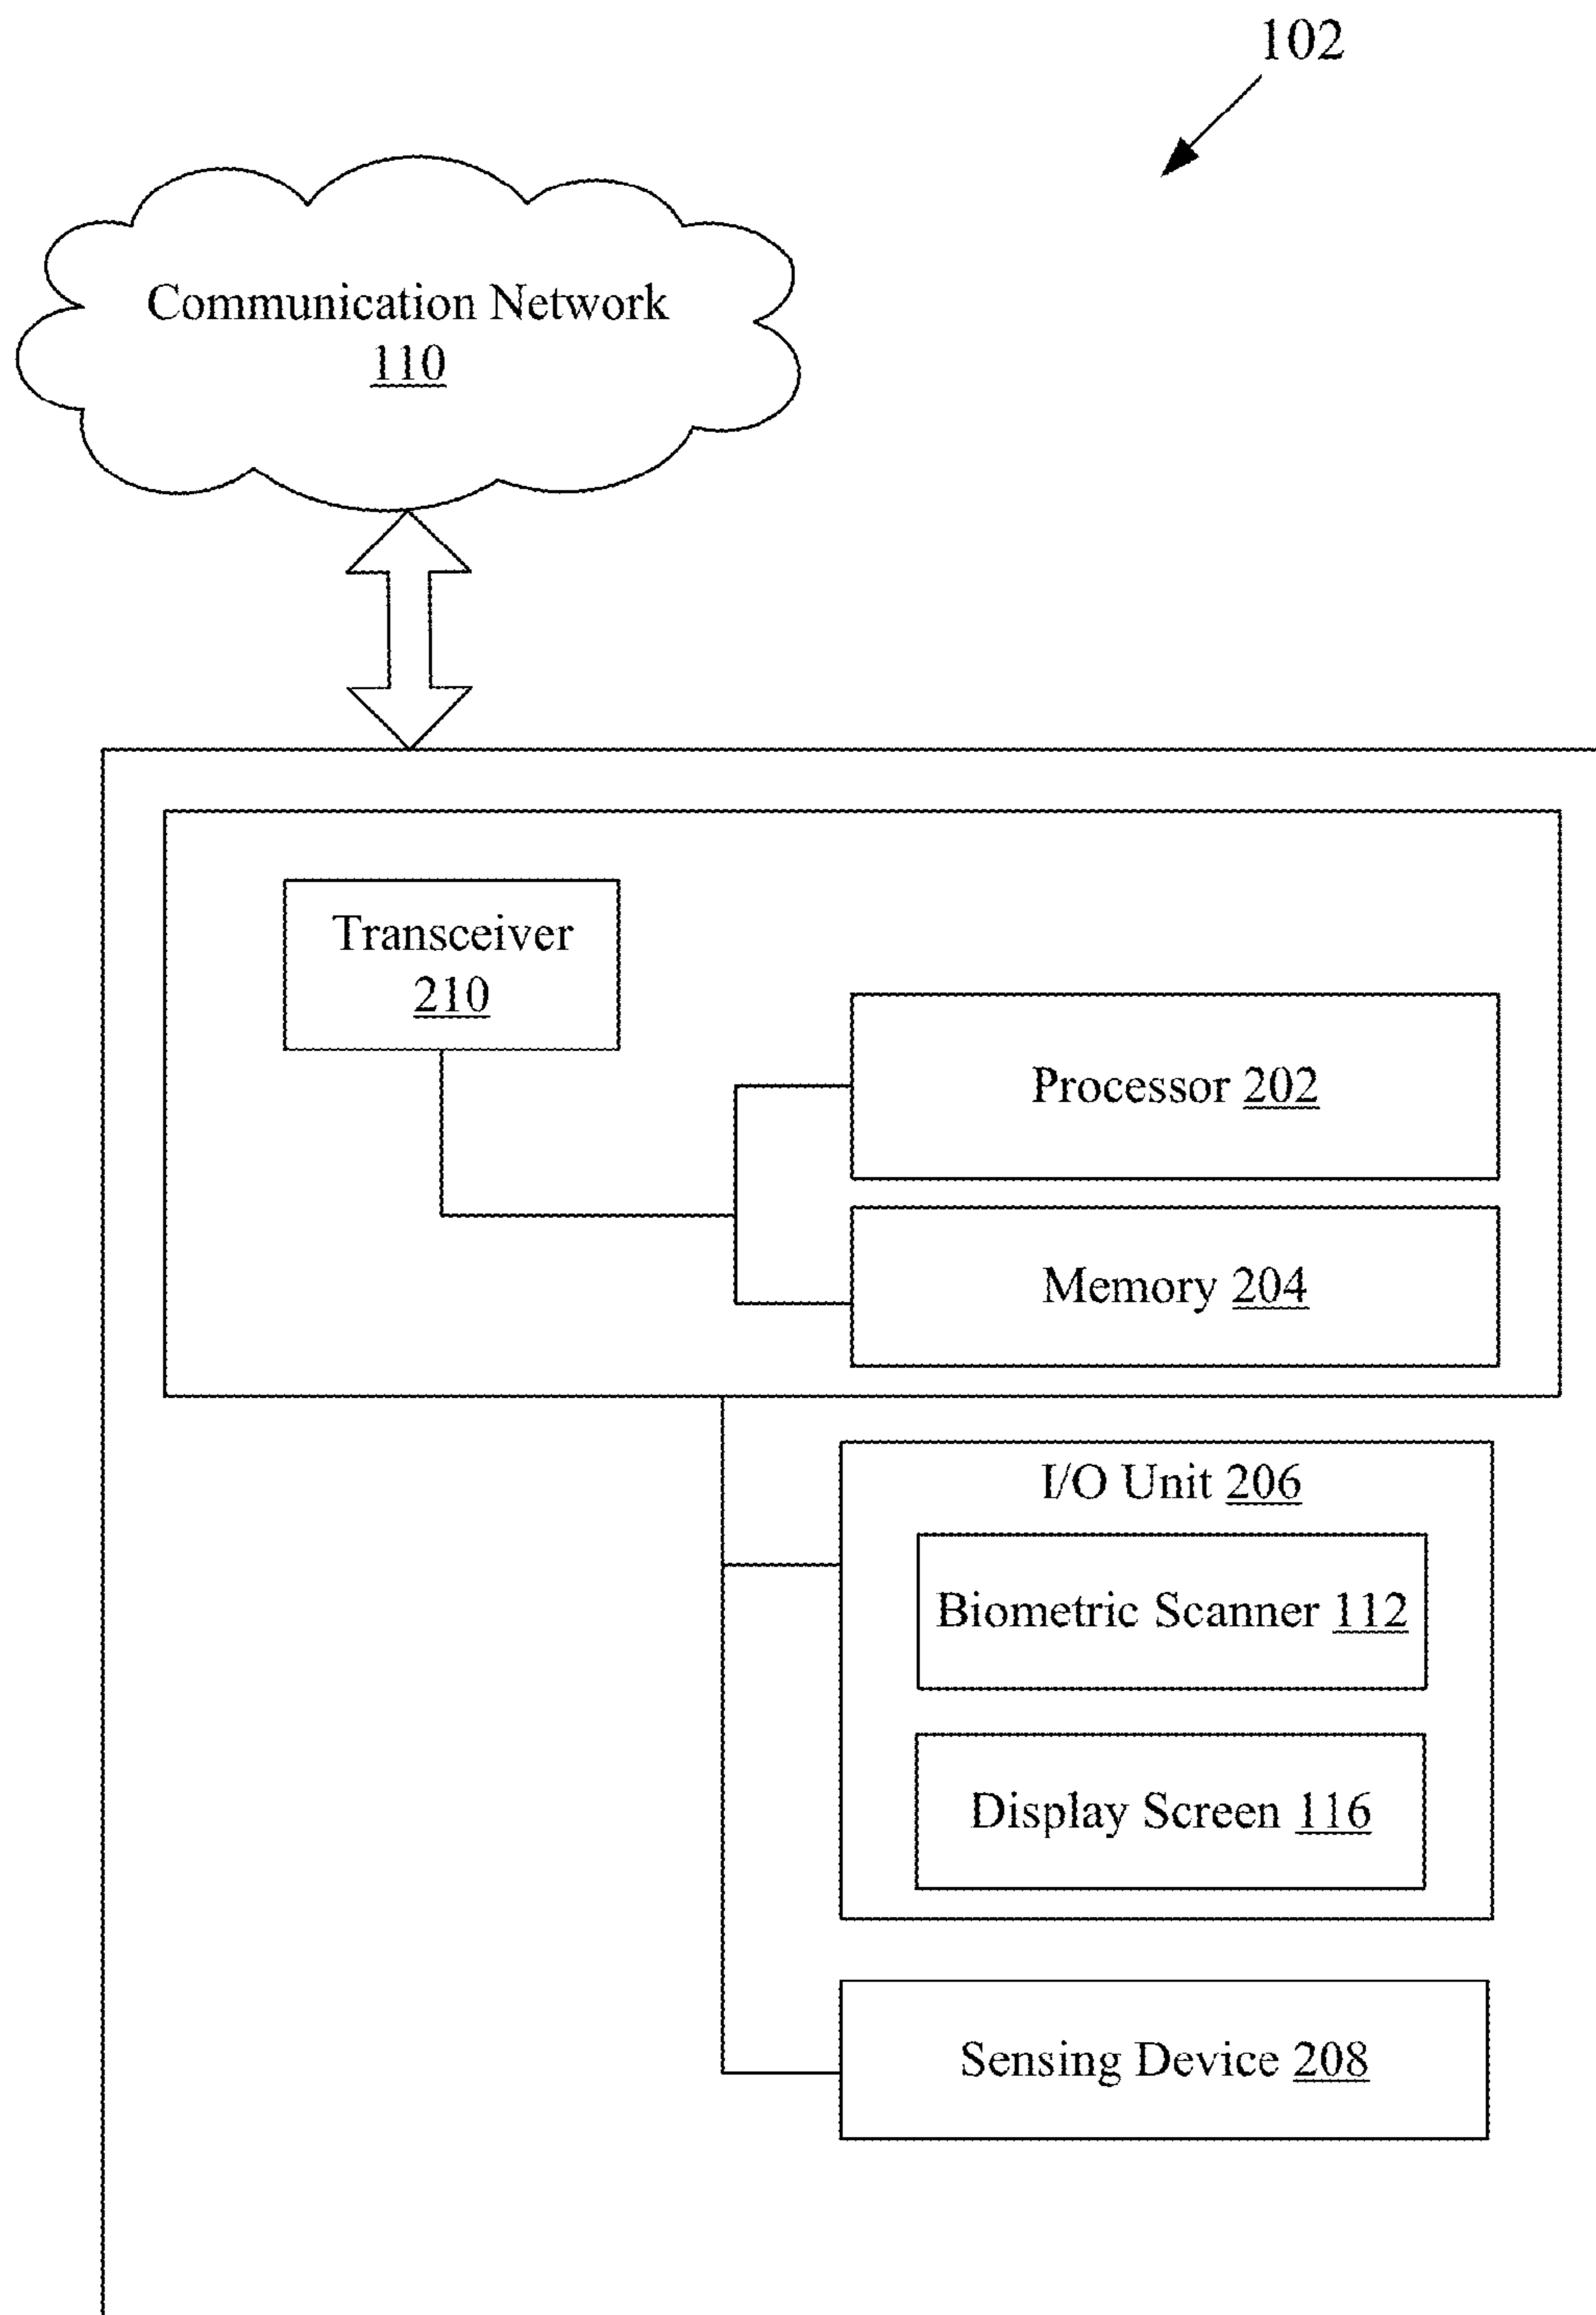 102
Communication Network
110
Transceiver
210
Processor 202
Memory 204
I/O Unit 206
Biometric Scanner 112
Display Screen 116
Sensing Device 208